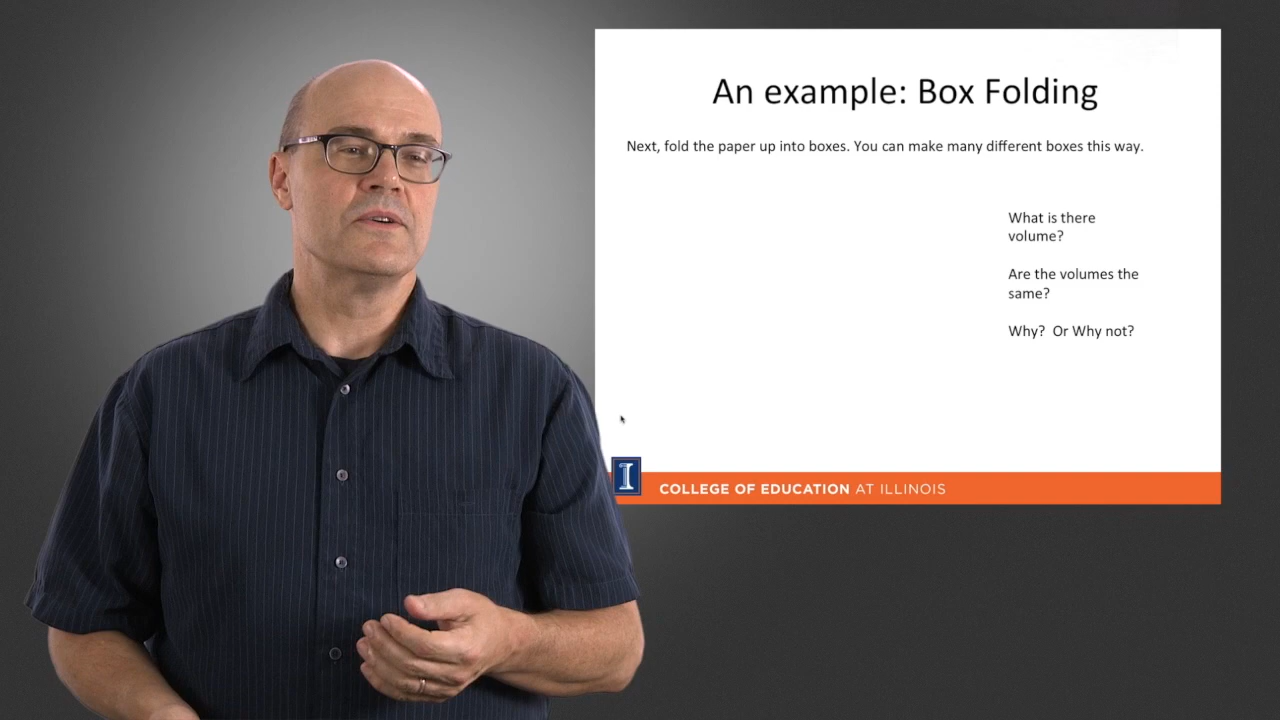 An example: Box Folding
Next, fold the paper up into boxes. You can make many different boxes this way.
What is there
volume?
Are the volumes the
same?
Why?  Or Why not?
I
COLLEGE OF EDUCATION AT ILLINOIS